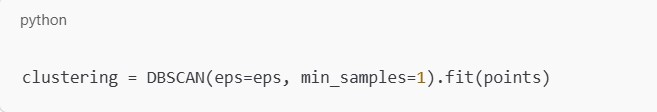 python
clustering = DBSCAN(eps=eps, min_samples=1).fit(points)